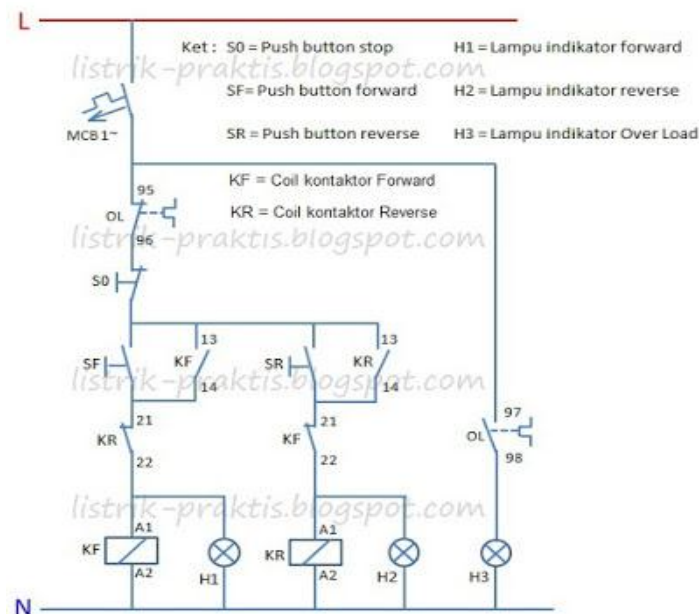 L
Ket : S0 = Push button stop H1 = Lampu indikator forward
listrik-praktis.blogspot.com
SF= Push button forward H2 = Lampu indikator reverse
MCB 1~ SR = Push button reverse H3 = Lampu indikator Over Load
KF = Coil kontaktor Forward
95
OL KR = Coil kontaktor Reverse
listrik-praktis.blogspot.com
96
S0
13 13
SF KF SR KR
listrik-praktis.blogspot.com
14 14
21 21 97
KR KF OL
22 22 98
listrik-praktis.blogspot.com
A1 A1
KF H1 KR H2 H3
A2 A2
N